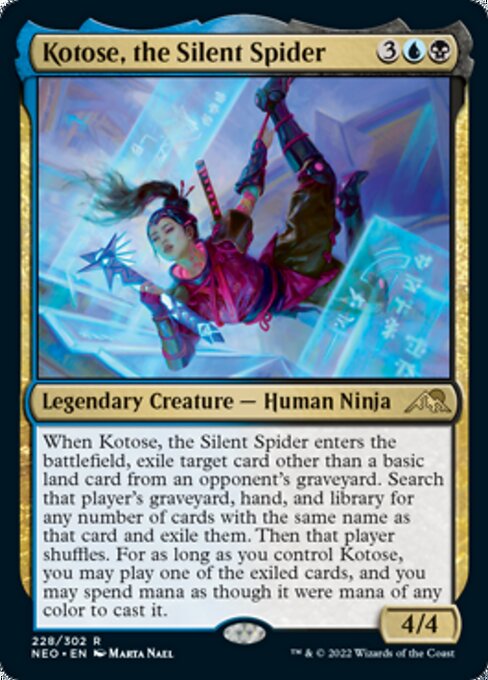 Kotose, the Silent Spider 3
Legendary Creature — Human Ninja
When Kotose, the Silent Spider enters the
battlefield, exile target card other than a basic
land card from an opponent's graveyard. Search
that player's graveyard, hand, and library for
any number of cards with the same name as
that card and exile them. Then that player
shuffles. For as long as you control Kotose,
you may play one of the exiled cards, and you
may spend mana as though it were mana of any
color to cast it.
4/4
228/302 R
NEO • EN MARTA NAEL
™ & © 2022 Wizards of the Coast